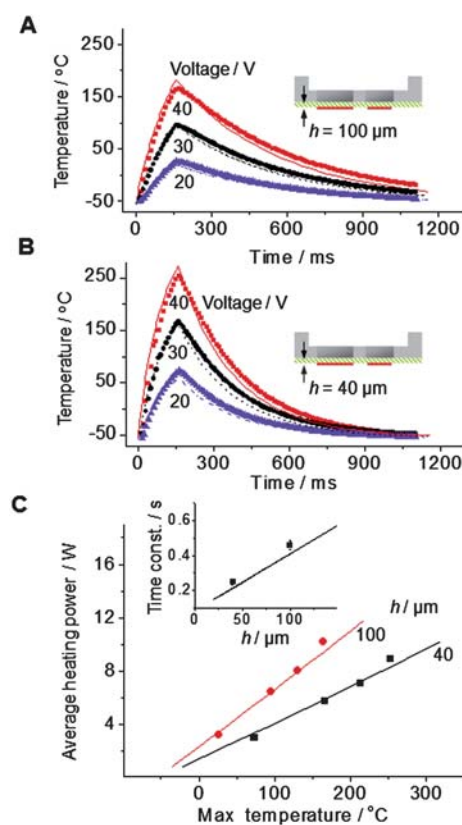 A
Temperature / °C
250
150
50
-50
Voltage / V
40
30
20
h = 100 µm
0 300 600 900 1200
Time / ms
B
Temperature / °C
250
150
50
-50
40 Voltage / V
30
20
h = 40 µm
0 300 600 900 1200
Time / ms
C
Average heating power / W
16
12
8
4
Time const. / s
0.6
0.4
0.2
0 50 100
h / µm
h / µm
100
40
0 100 200 300
Max temperature / °C